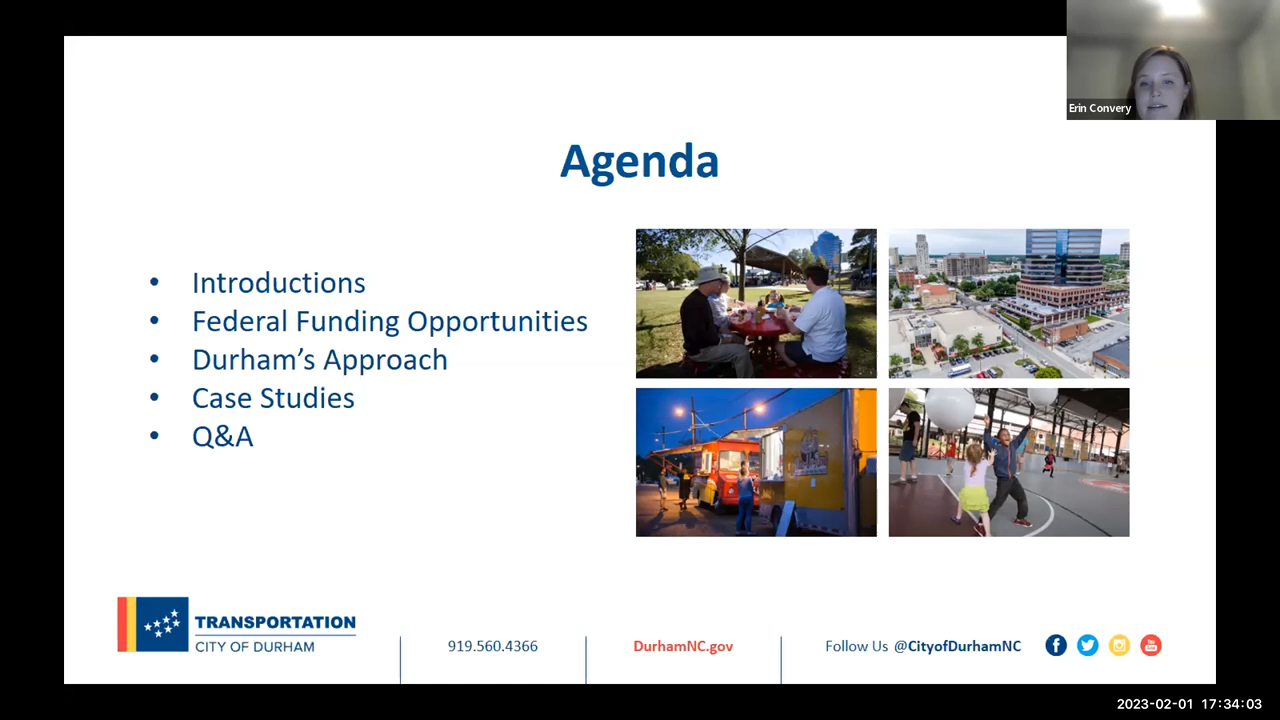 Erin Convery
Agenda
• Introductions
• Federal Funding Opportunities
• Durham’s Approach
• Case Studies
• Q&A
TRANSPORTATION
CITY OF DURHAM
919.560.4366
DurhamNC.gov
Follow Us @CityofDurhamNC
2023-02-01 17:34:03